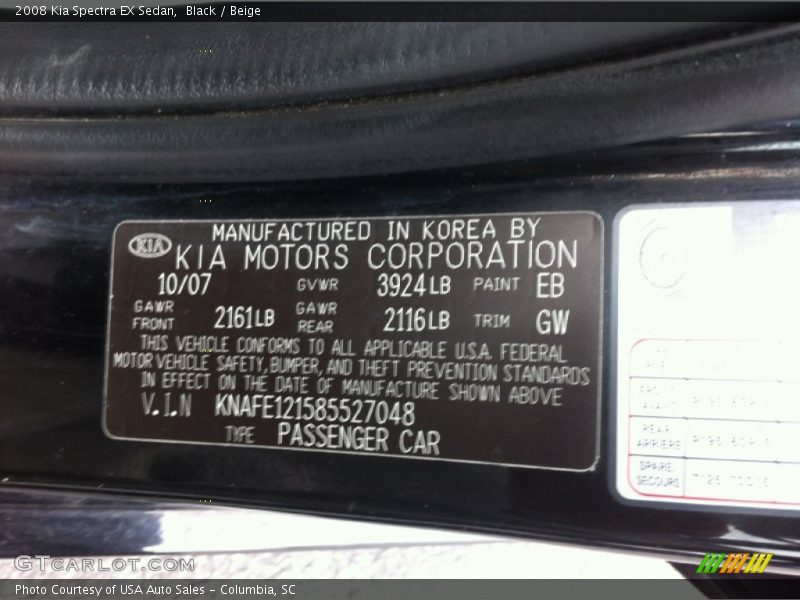 2008 Kia Spectra EX Sedan, Black / Beige
MANUFACTURED IN KOREA BY
KIA KIA MOTORS CORPORATION
10/07 GVWR 3924LB PAINT EB
GAWR FRONT 2161LB GAWR REAR 2116LB TRIM GW
THIS VEHICLE CONFORMS TO ALL APPLICABLE U.S.A. FEDERAL
MOTOR VEHICLE SAFETY, BUMPER, AND THEFT PREVENTION STANDARDS
IN EFFECT ON THE DATE OF MANUFACTURE SHOWN ABOVE
V.I.N KNAFE121585527048
TYPE PASSENGER CAR
REAR
ARRIERE
SPARE
SECOURS
GTCARLOT.COM
Photo Courtesy of USA Auto Sales - Columbia, SC